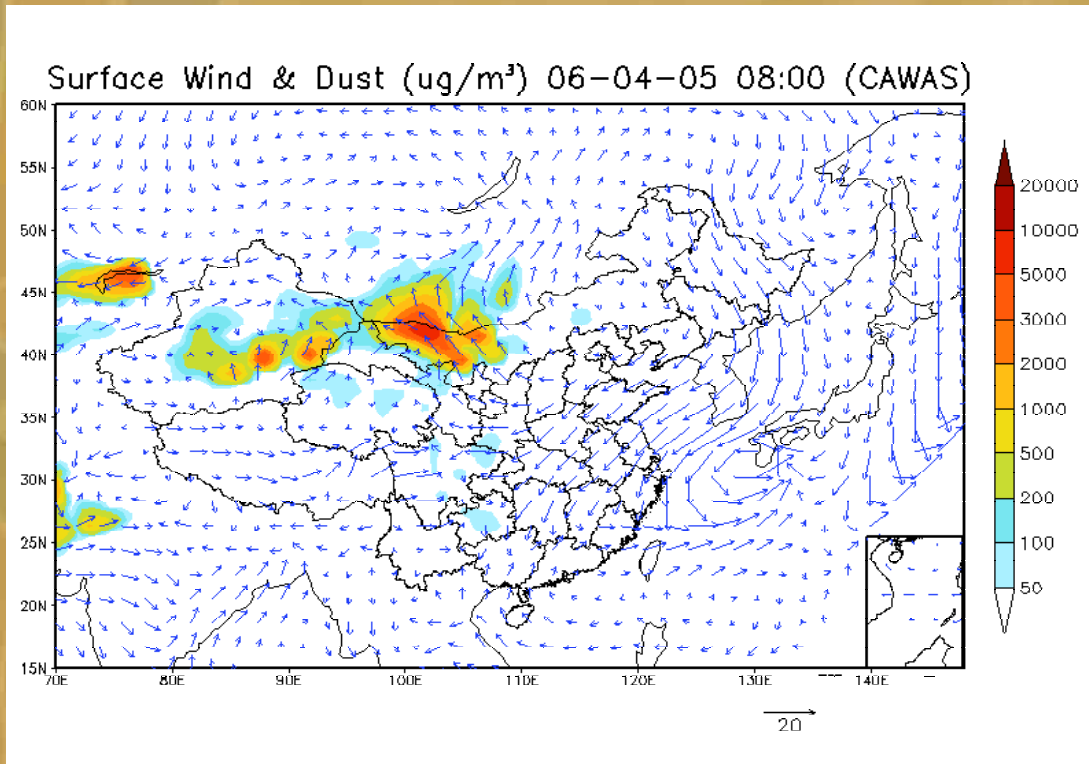 Surface Wind & Dust (ug/m³) 06-04-05 08:00 (CAWAS)
60N
55N
50N
45N
40N
35N
30N
25N
20N
15N
70E 80E 90E 100E 110E 120E 130E 140E
20000
10000
5000
3000
2000
1000
500
200
100
50
20